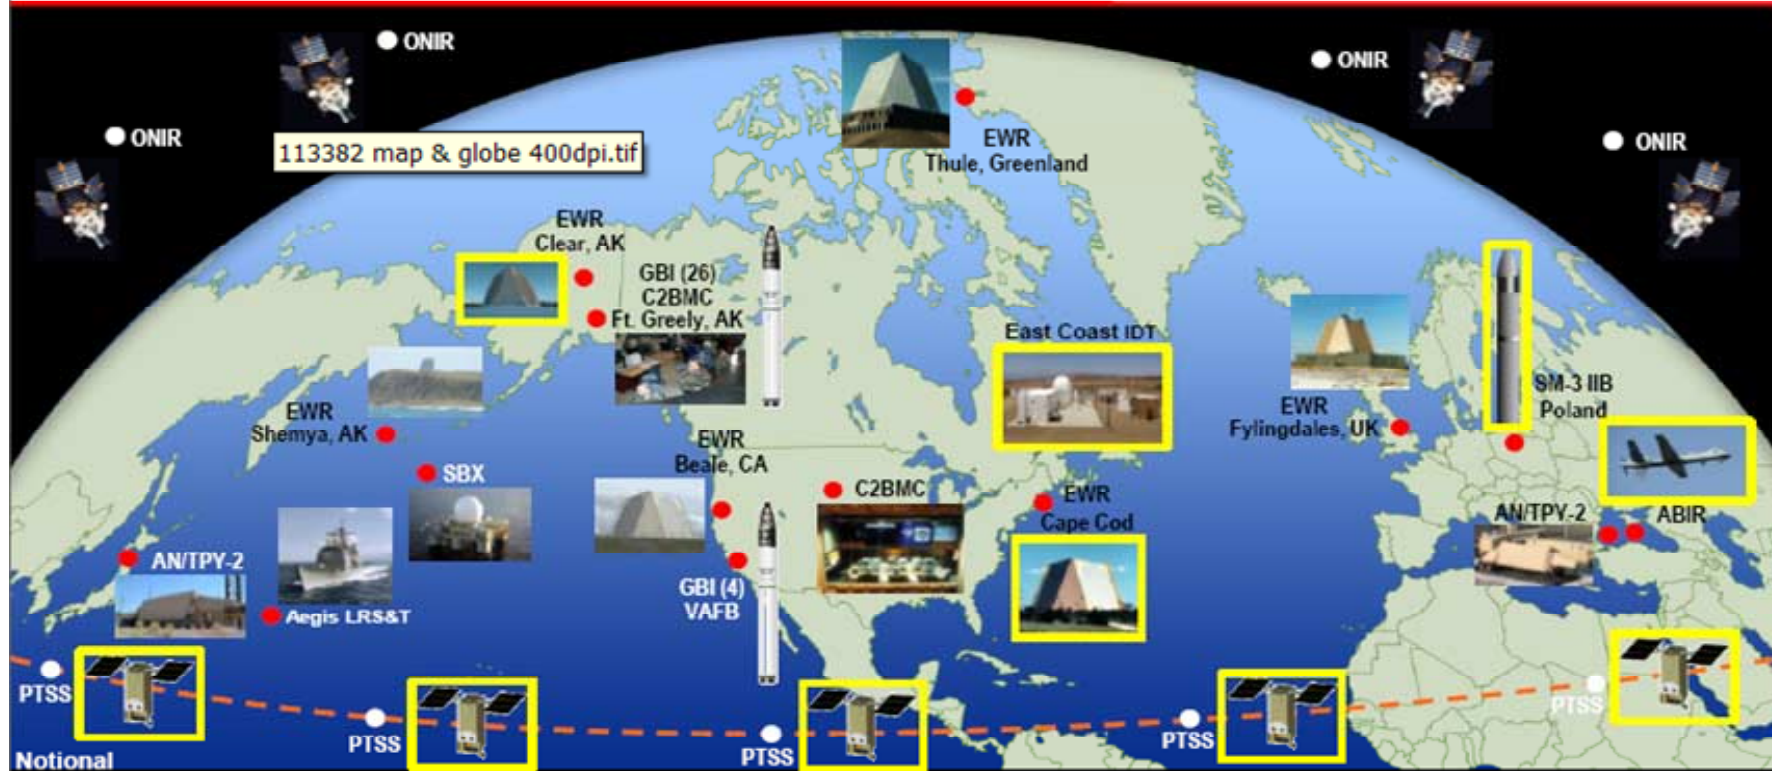 ONIR
ONIR
ONIR
ONIR
113382 map & globe 400dpi.tif
EWR
Thule, Greenland
EWR
Clear, AK
GBI (26)
C2BMC
Ft. Greely, AK
East Coast IDT
SM-3 IIB
Poland
EWR
Shemya, AK
EWR
Fylingdales, UK
EWR
Beale, CA
SBX
C2BMC
EWR
Cape Cod
AN/TPY-2
ABIR
AN/TPY-2
GBI (4)
VAFB
Aegis LRS&T
PTSS
PTSS
PTSS
PTSS
PTSS
Notional